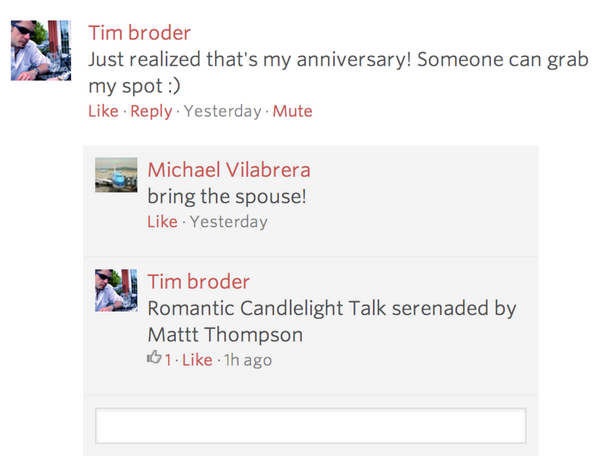 Tim broder
Just realized that's my anniversary! Someone can grab
my spot :)
Like · Reply · Yesterday · Mute
Michael Vilabrera
bring the spouse!
Like · Yesterday
Tim broder
Romantic Candlelight Talk serenaded by
Mattt Thompson
1 · Like · 1h ago